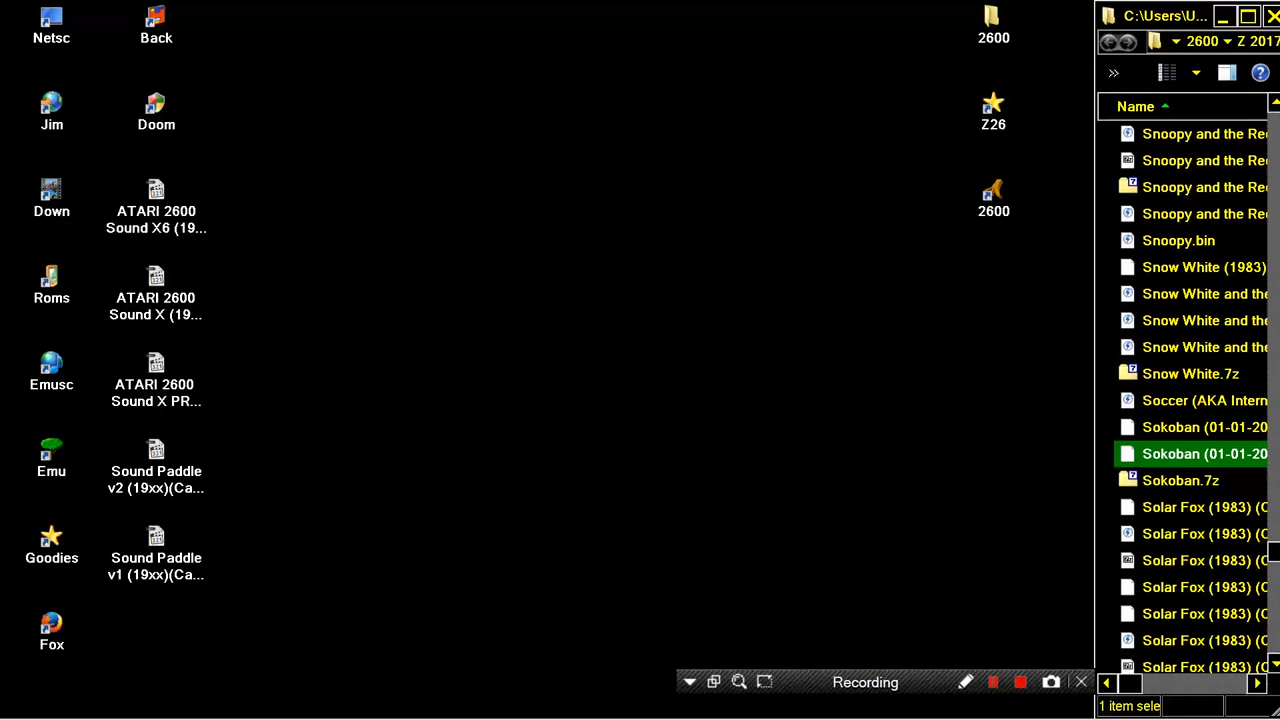 Netsc
Back
2600
Jim
Doom
Z26
Down
ATARI 2600
Sound X6 (19...
2600
Roms
ATARI 2600
Sound X (19...
Emusc
ATARI 2600
Sound X PR...
Emu
Sound Paddle
v2 (19xx)(Ca...
Goodies
Sound Paddle
v1 (19xx)(Ca...
Fox
Recording
C:\Users\U...
2600 Z 2017
Name
Snoopy and the Rec
Snoopy and the Rec
Snoopy and the Rec
Snoopy and the Rec
Snoopy.bin
Snow White (1983)
Snow White and the
Snow White and the
Snow White and the
Snow White.7z
Soccer (AKA Intern
Sokoban (01-01-20
Sokoban (01-01-20
Sokoban.7z
Solar Fox (1983) (C
Solar Fox (1983) (C
Solar Fox (1983) (C
Solar Fox (1983) (C
Solar Fox (1983) (C
Solar Fox (1983) (C
Solar Fox (1983) (C
1 item sele